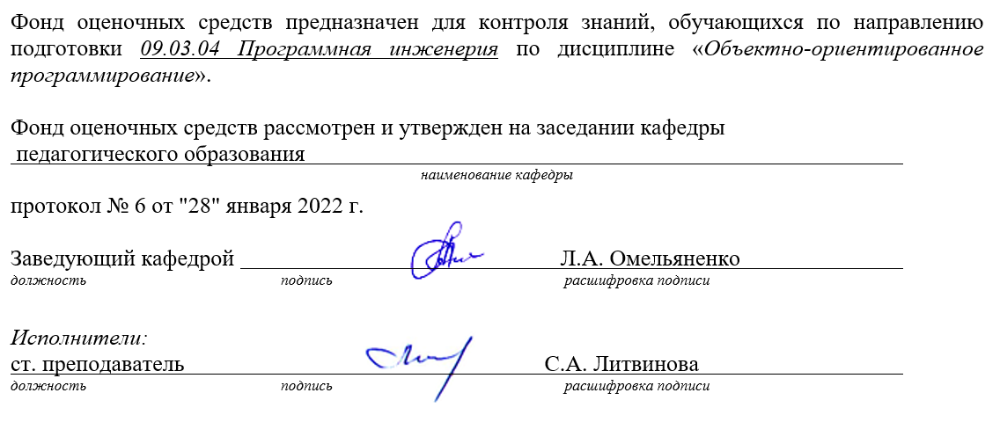 Фонд оценочных средств предназначен для контроля знаний, обучающихся по направлению
подготовки 09.03.04 Программная инженерия по дисциплине «Объектно-ориентированное
программирование».
Фонд оценочных средств рассмотрен и утвержден на заседании кафедры
педагогического образования
наименование кафедры
протокол № 6 от "28" января 2022 г.
Заведующий кафедрой Л.А. Омельяненко
должность подпись расшифровка подписи
Исполнители:
ст. преподаватель С.А. Литвинова
должность подпись расшифровка подписи